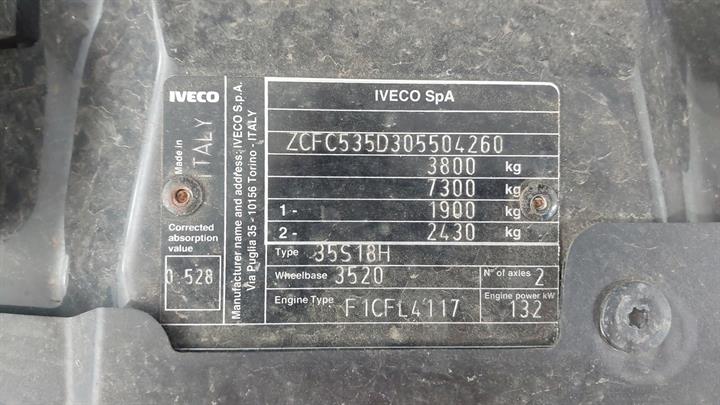 IVECO
Made in
ITALY
Corrected
absorption
value
0.528
Manufacturer name and address: IVECO S.p.A.
Via Puglia 35 - 10156 Torino - ITALY
IVECO SpA
ZCFC535D305504260
3800 kg
7300 kg
1 - 1900 kg
2 - 2430 kg
Type 35S18H
Wheelbase 3520
N° of axles 2
Engine Type F1CFL4117
Engine power kW 132